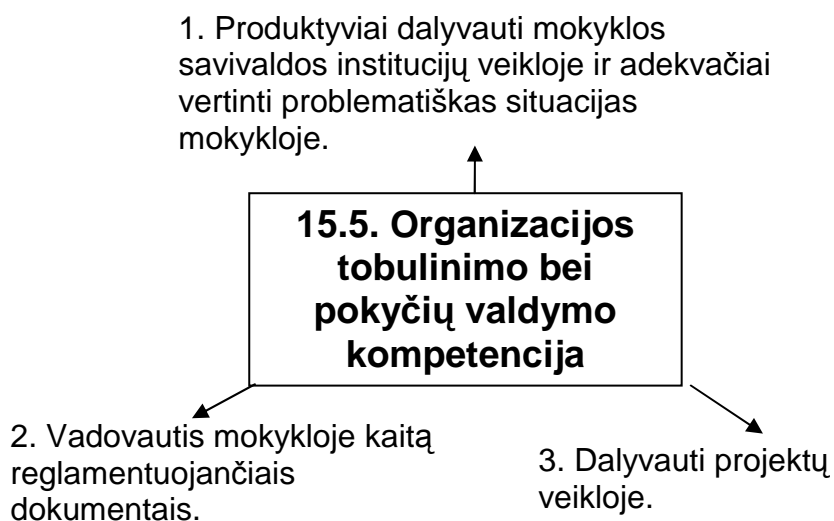 1. Produktyviai dalyvauti mokyklos
savivaldos institucijų veikloje ir adekvačiai
vertinti problematiškas situacijas
mokykloje.
15.5. Organizacijos
tobulinimo bei
pokyčių valdymo
kompetencija
2. Vadovautis mokykloje kaitą
reglamentuojančiais
dokumentais.
3. Dalyvauti projektų
veikloje.